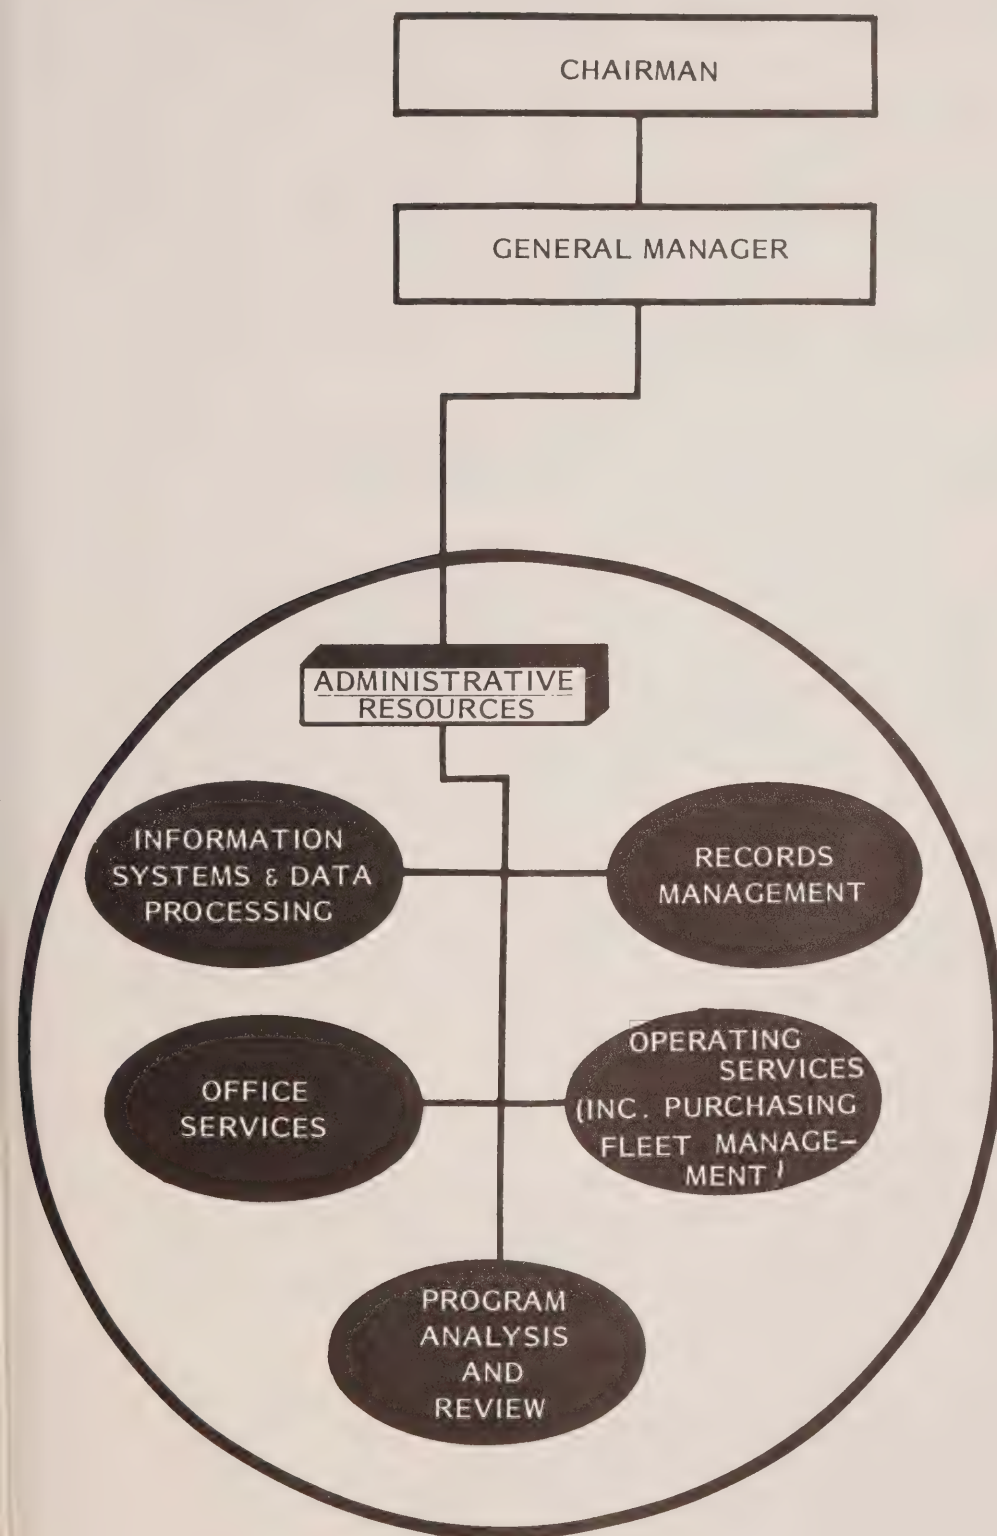 CHAIRMAN
GENERAL MANAGER
ADMINISTRATIVE
RESOURCES
INFORMATION
SYSTEMS & DATA
PROCESSING
RECORDS
MANAGEMENT
OFFICE
SERVICES
OPERATING
SERVICES
(INC. PURCHASING
FLEET MANAGE-
MENT)
PROGRAM
ANALYSIS
AND
REVIEW